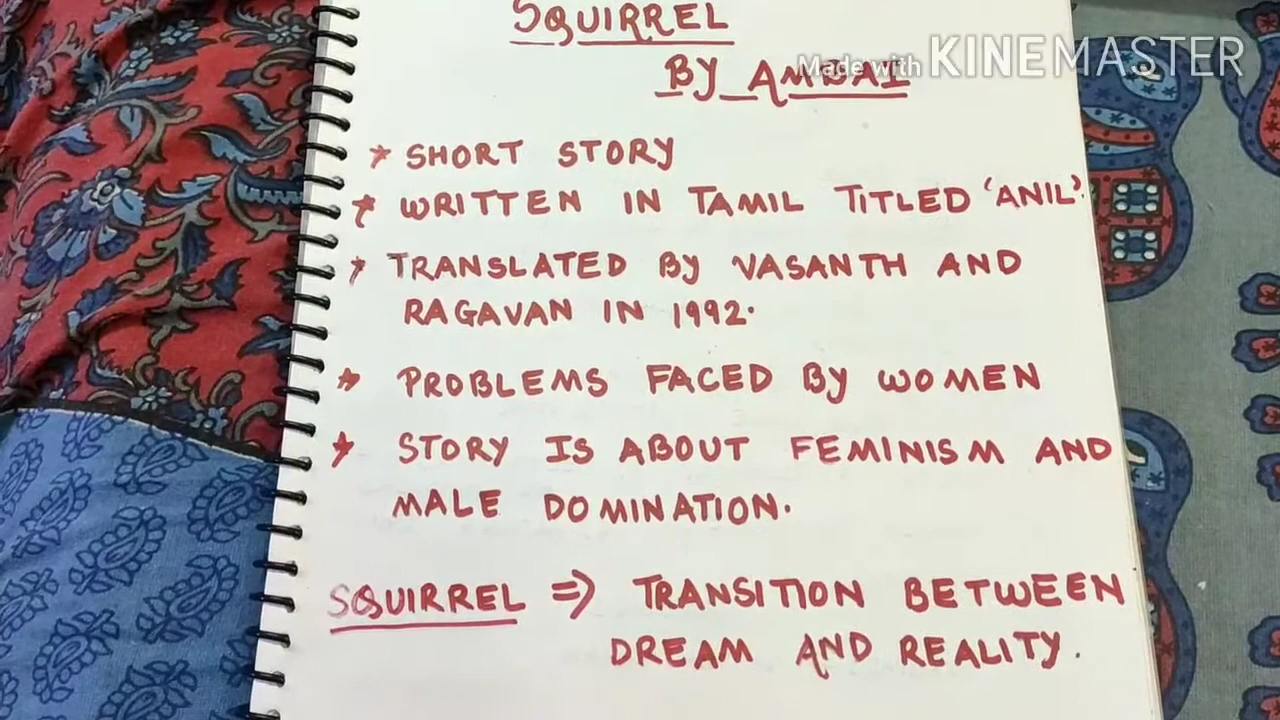 SQUIRREL
BY AMBAI
Made with KINEMASTER
* SHORT STORY
* WRITTEN IN TAMIL TITLED 'ANIL'.
* TRANSLATED BY VASANTH AND
RAGAVAN IN 1992.
* PROBLEMS FACED BY WOMEN
* STORY IS ABOUT FEMINISM AND
MALE DOMINATION.
SQUIRREL ⇒ TRANSITION BETWEEN
DREAM AND REALITY.